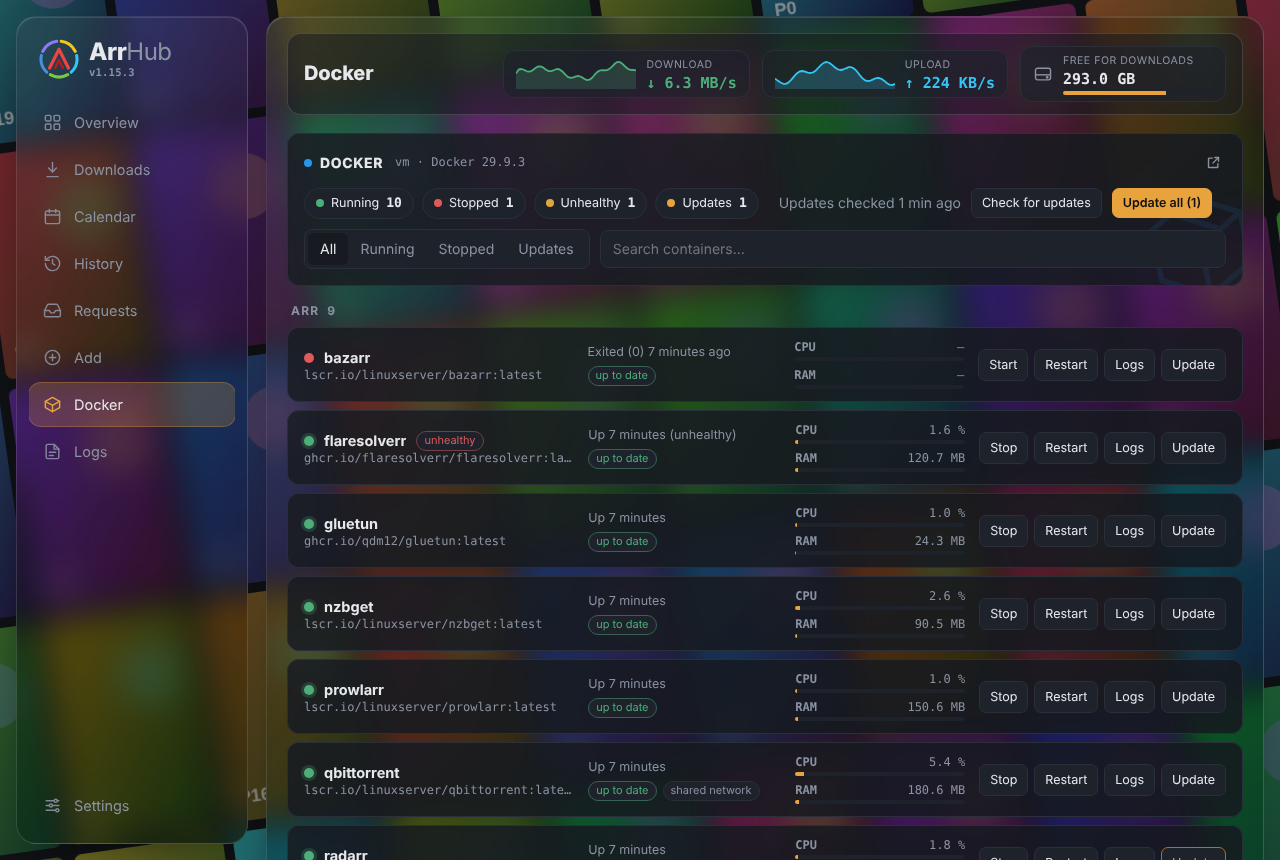 P0
19
P16
ArrHub
v1.15.3
Overview
Downloads
Calendar
History
Requests
Add
Docker
Logs
Settings
Docker
DOWNLOAD
↓ 6.3 MB/s
UPLOAD
↑ 224 KB/s
FREE FOR DOWNLOADS
293.0 GB
DOCKER vm · Docker 29.9.3
Running 10 Stopped 1 Unhealthy 1 Updates 1 Updates checked 1 min ago Check for updates Update all (1)
All Running Stopped Updates Search containers...
ARR 9
bazarr
lscr.io/linuxserver/bazarr:latest
Exited (0) 7 minutes ago
up to date
CPU –
RAM –
Start Restart Logs Update
flaresolverr unhealthy
ghcr.io/flaresolverr/flaresolverr:la…
Up 7 minutes (unhealthy)
up to date
CPU 1.6 %
RAM 120.7 MB
Stop Restart Logs Update
gluetun
ghcr.io/qdm12/gluetun:latest
Up 7 minutes
up to date
CPU 1.0 %
RAM 24.3 MB
Stop Restart Logs Update
nzbget
lscr.io/linuxserver/nzbget:latest
Up 7 minutes
up to date
CPU 2.6 %
RAM 90.5 MB
Stop Restart Logs Update
prowlarr
lscr.io/linuxserver/prowlarr:latest
Up 7 minutes
up to date
CPU 1.0 %
RAM 150.6 MB
Stop Restart Logs Update
qbittorrent
lscr.io/linuxserver/qbittorrent:late…
Up 7 minutes
up to date shared network
CPU 5.4 %
RAM 180.6 MB
Stop Restart Logs Update
radarr
CPU 1.8 %